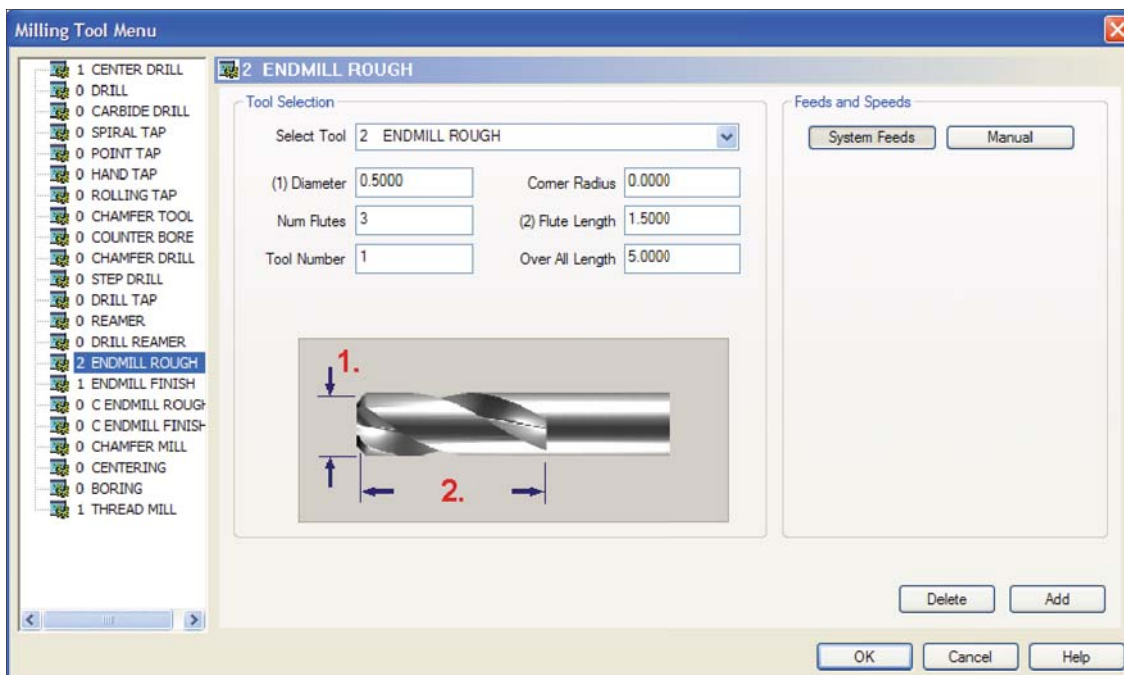 Milling Tool Menu
1 CENTER DRILL
0 DRILL
0 CARBIDE DRILL
0 SPIRAL TAP
0 POINT TAP
0 HAND TAP
0 ROLLING TAP
0 CHAMFER TOOL
0 COUNTER BORE
0 CHAMFER DRILL
0 STEP DRILL
0 DRILL TAP
0 REAMER
0 DRILL REAMER
2 ENDMILL ROUGH
1 ENDMILL FINISH
0 C ENDMILL ROUGH
0 C ENDMILL FINISH
0 CHAMFER MILL
0 CENTERING
0 BORING
1 THREAD MILL
2 ENDMILL ROUGH
Tool Selection
Select Tool 2 ENDMILL ROUGH
(1) Diameter 0.5000 Corner Radius 0.0000
Num Flutes 3 (2) Flute Length 1.5000
Tool Number 1 Over All Length 5.0000
1.
2.
Feeds and Speeds
System Feeds Manual
Delete Add
OK Cancel Help